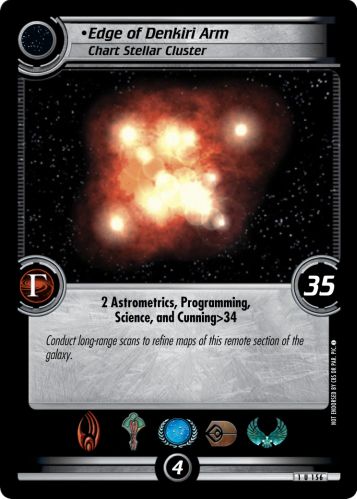 •Edge of Denkiri Arm
Chart Stellar Cluster
Γ
35
2 Astrometrics, Programming,
Science, and Cunning>34
Conduct long-range scans to refine maps of this remote section of the
galaxy.
NOT ENDORSED BY CBS OR PAR. PIC.
4
1 U 156